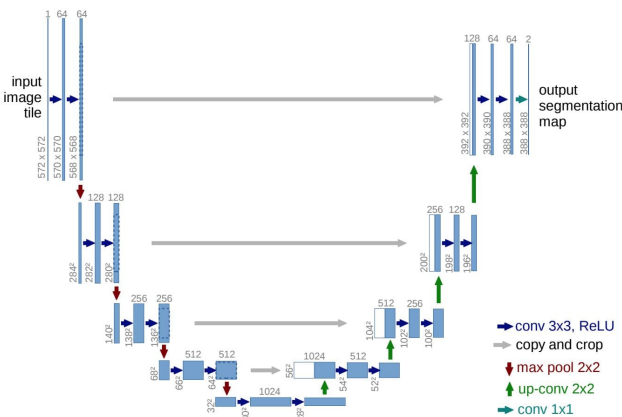 1 64 64
input
image
tile
572 x 572
570 x 570
568 x 568
128 64 64 2
output
segmentation
map
392 x 392
390 x 390
388 x 388
388 x 388
128 128
284²
282²
280²
256 128
200²
198²
196²
256 256
140²
138²
136²
512 256
104²
102²
100²
512 512
68²
66²
64²
1024 512
56²
54²
52²
1024
32²
conv 3x3, ReLU
copy and crop
max pool 2x2
up-conv 2x2
conv 1x1